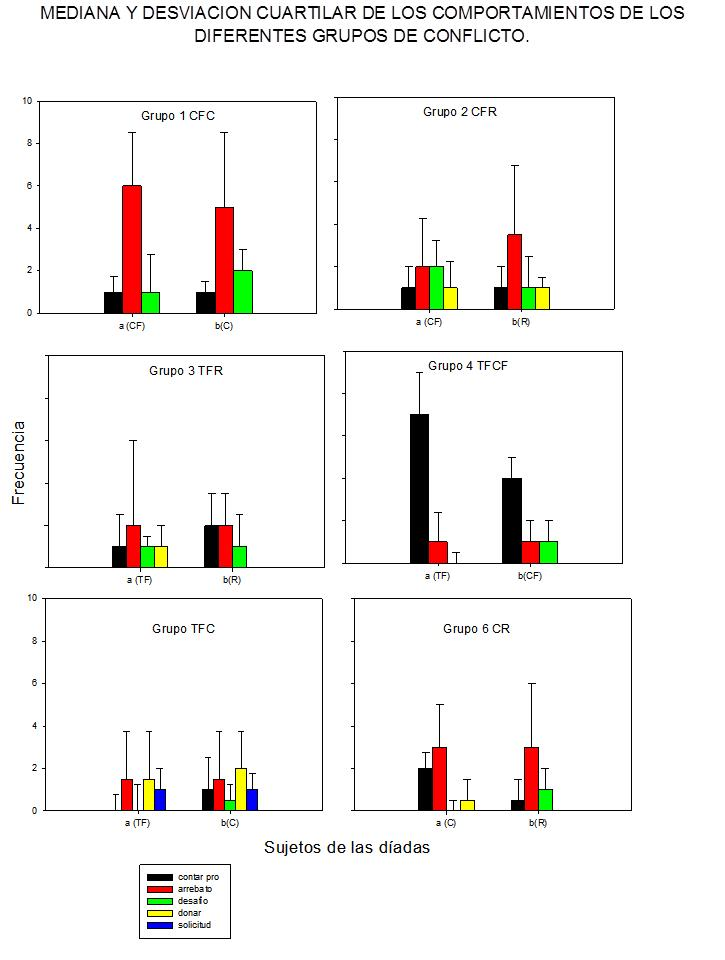 MEDIANA Y DESVIACION CUARTILAR DE LOS COMPORTAMIENTOS DE LOS
DIFERENTES GRUPOS DE CONFLICTO.
Grupo 1 CFC
10
8
6
4
2
0
a (CF)
b(C)
Grupo 2 CFR
a (CF)
b(R)
Frecuencia
Grupo 3 TFR
a (TF)
b(R)
Grupo 4 TFCF
a (TF)
b(CF)
Grupo TFC
10
8
6
4
2
0
a (TF)
b(C)
Grupo 6 CR
a (C)
b(R)
Sujetos de las díadas
contar pro
arrebato
desafio
donar
solicitud